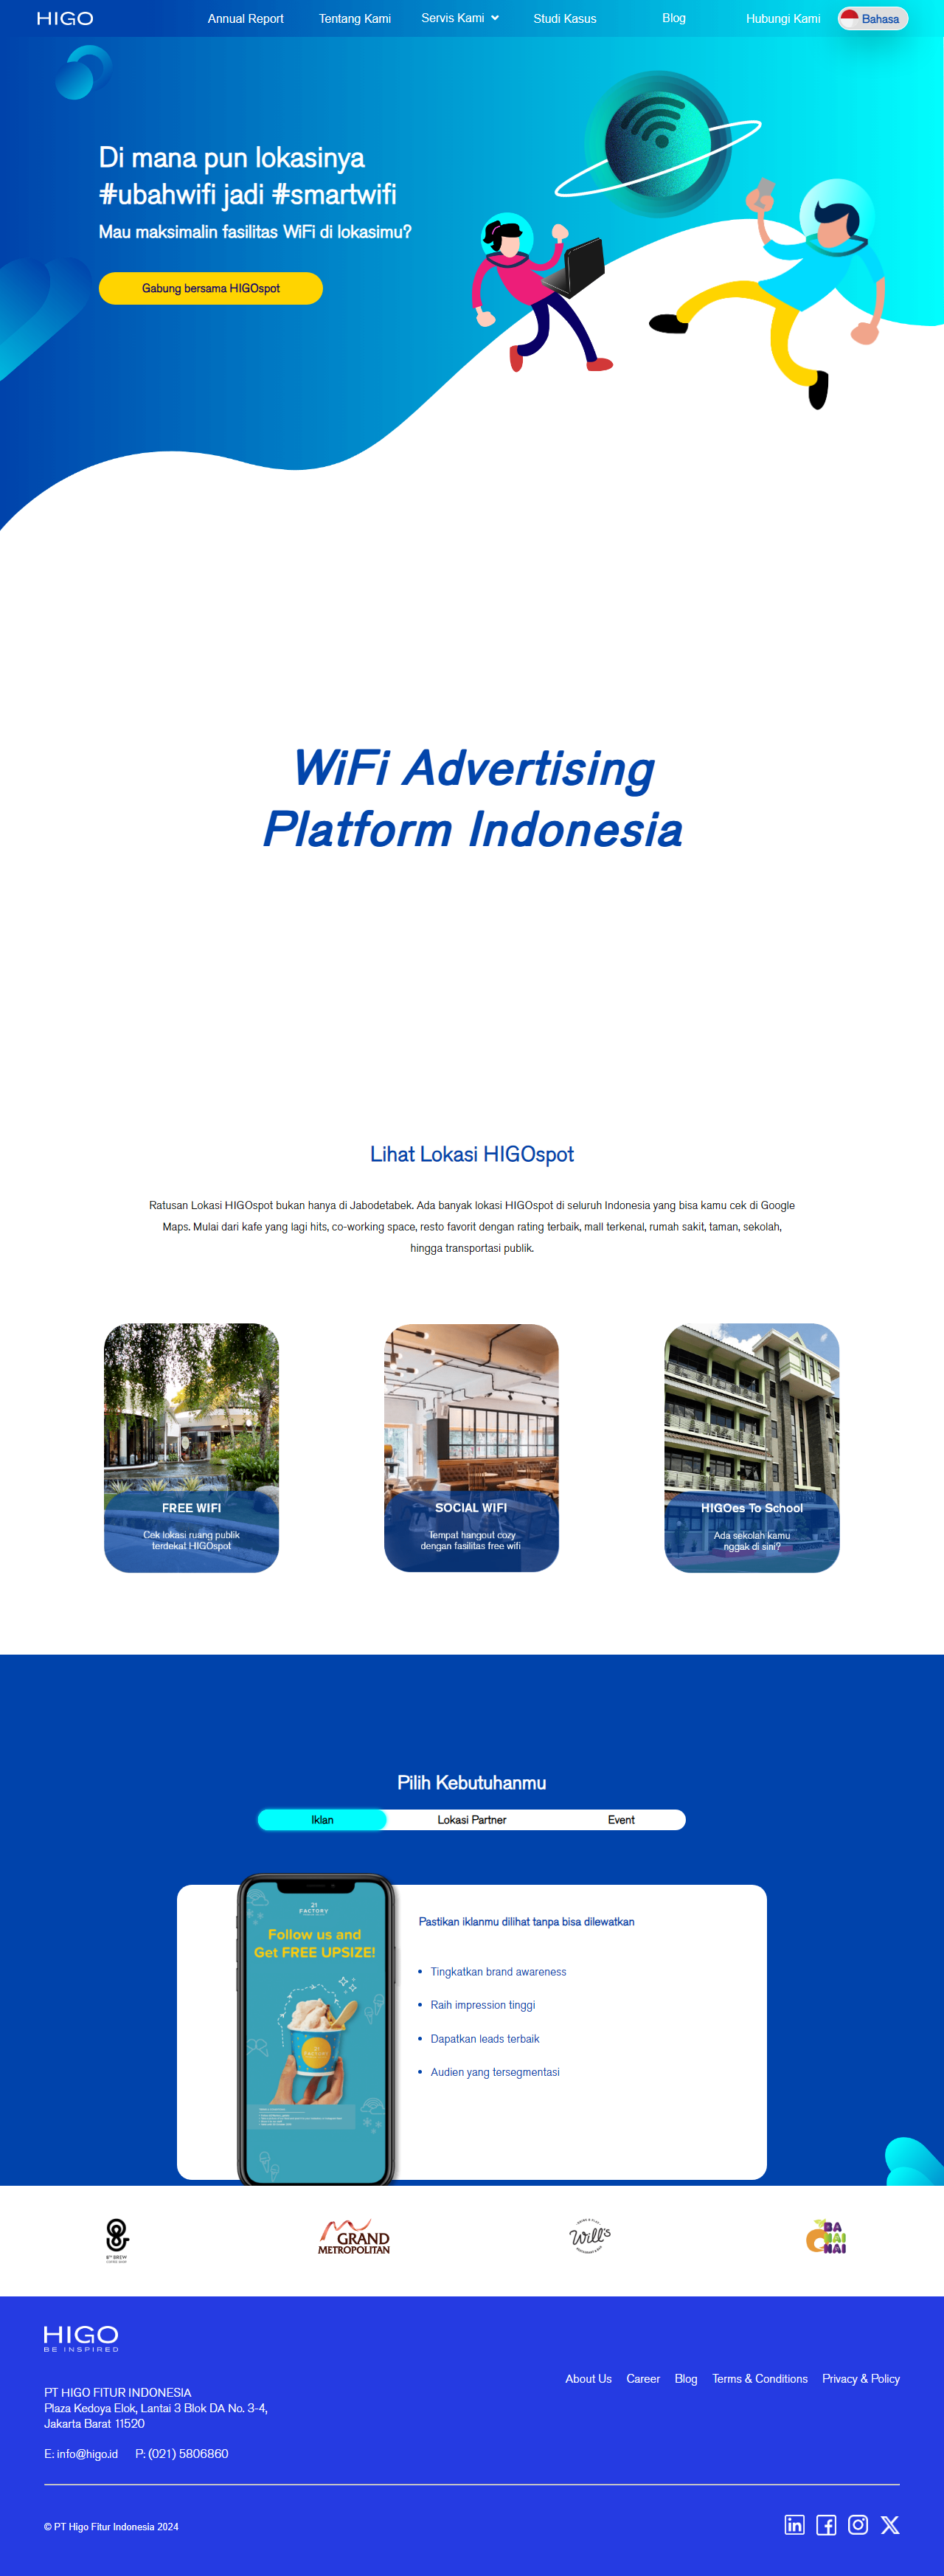 HIGO
Annual Report
Tentang Kami
Servis Kami
Studi Kasus
Blog
Hubungi Kami
Bahasa
Di mana pun lokasinya
#ubahwifi jadi #smartwifi
Mau maksimalin fasilitas WiFi di lokasimu?
Gabung bersama HIGOspot
WiFi Advertising
Platform Indonesia
Lihat Lokasi HIGOspot
Ratusan Lokasi HIGOspot bukan hanya di Jabodetabek. Ada banyak lokasi HIGOspot di seluruh Indonesia yang bisa kamu cek di Google
Maps. Mulai dari kafe yang lagi hits, co-working space, resto favorit dengan rating terbaik, mall terkenal, rumah sakit, taman, sekolah,
hingga transportasi publik.
FREE WIFI
Cek lokasi ruang publik
terdekat HIGOspot
SOCIAL WIFI
Tempat hangout cozy
dengan fasilitas free wifi
HIGOes To School
Ada sekolah kamu
nggak di sini?
Pilih Kebutuhanmu
Iklan
Lokasi Partner
Event
21
FACTORY
Follow us and
Get FREE UPSIZE!
Pastikan iklanmu dilihat tanpa bisa dilewatkan
• Tingkatkan brand awareness
• Raih impression tinggi
• Dapatkan leads terbaik
• Audien yang tersegmentasi
8TH BREW
GRAND
METROPOLITAN
Will's
DA
HAI
HIGO
BE INSPIRED
About Us
Career
Blog
Terms & Conditions
Privacy & Policy
PT HIGO FITUR INDONESIA
Plaza Kedoya Elok, Lantai 3 Blok DA No. 3-4,
Jakarta Barat 11520
E: info@higo.id
P: (021) 5806860
© PT Higo Fitur Indonesia 2024